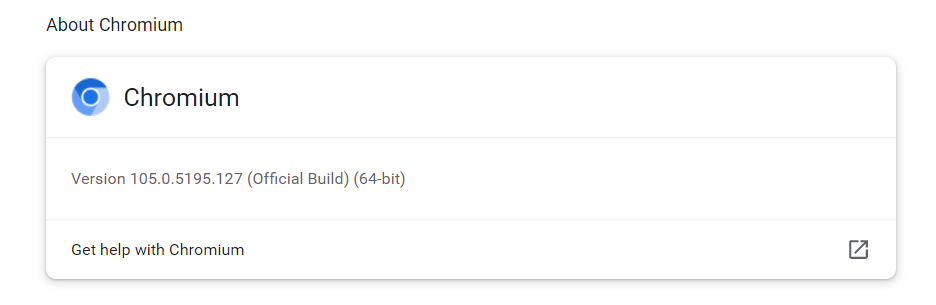 About Chromium
Chromium
Version 105.0.5195.127 (Official Build) (64-bit)
Get help with Chromium